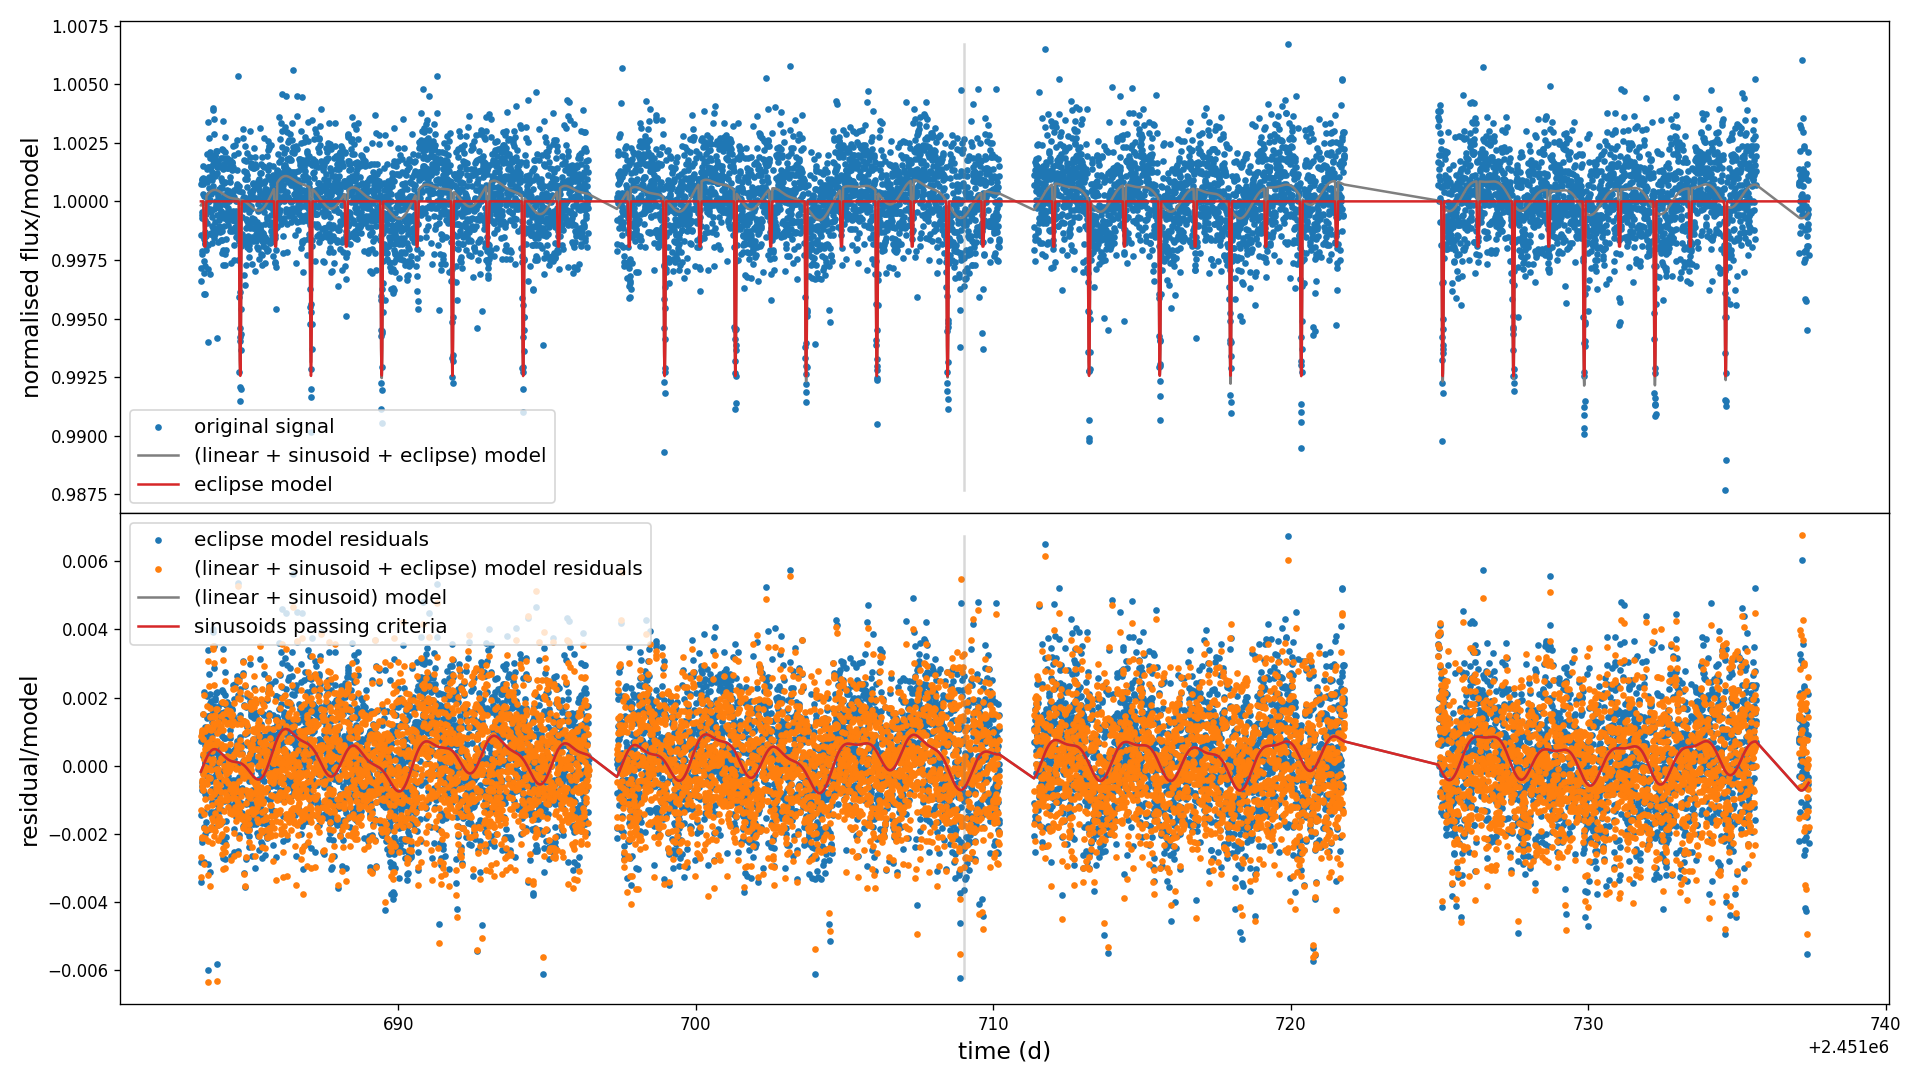 1.0075
1.0050
1.0025
1.0000
0.9975
0.9950
0.9925
0.9900
0.9875
normalised flux/model
original signal
(linear + sinusoid + eclipse) model
eclipse model
0.006
0.004
0.002
0.000
−0.002
−0.004
−0.006
residual/model
eclipse model residuals
(linear + sinusoid + eclipse) model residuals
(linear + sinusoid) model
sinusoids passing criteria
690 700 710 720 730 740
time (d)
+2.451e6